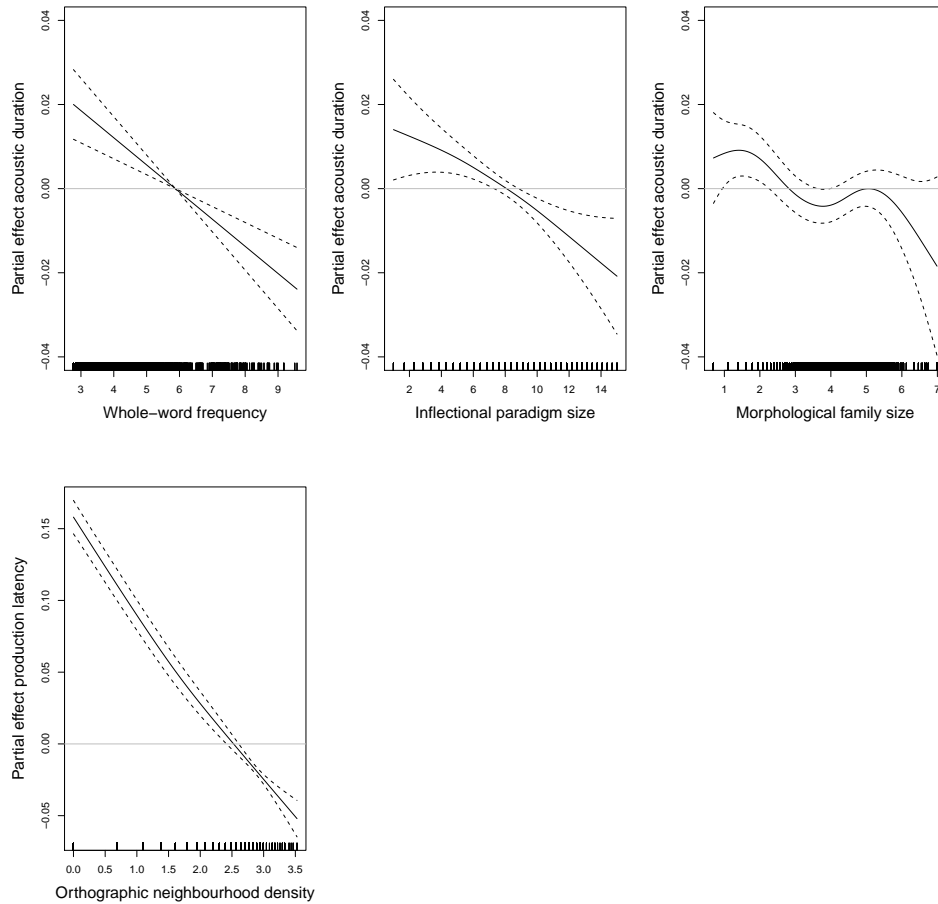 Partial effect acoustic duration
0.04
0.02
0.00
−0.02
−0.04
3 4 5 6 7 8 9
Whole−word frequency
Partial effect acoustic duration
0.04
0.02
0.00
−0.02
−0.04
2 4 6 8 10 12 14
Inflectional paradigm size
Partial effect acoustic duration
0.04
0.02
0.00
−0.02
−0.04
1 2 3 4 5 6 7
Morphological family size
Partial effect production latency
0.15
0.10
0.05
0.00
−0.05
0.0 0.5 1.0 1.5 2.0 2.5 3.0 3.5
Orthographic neighbourhood density